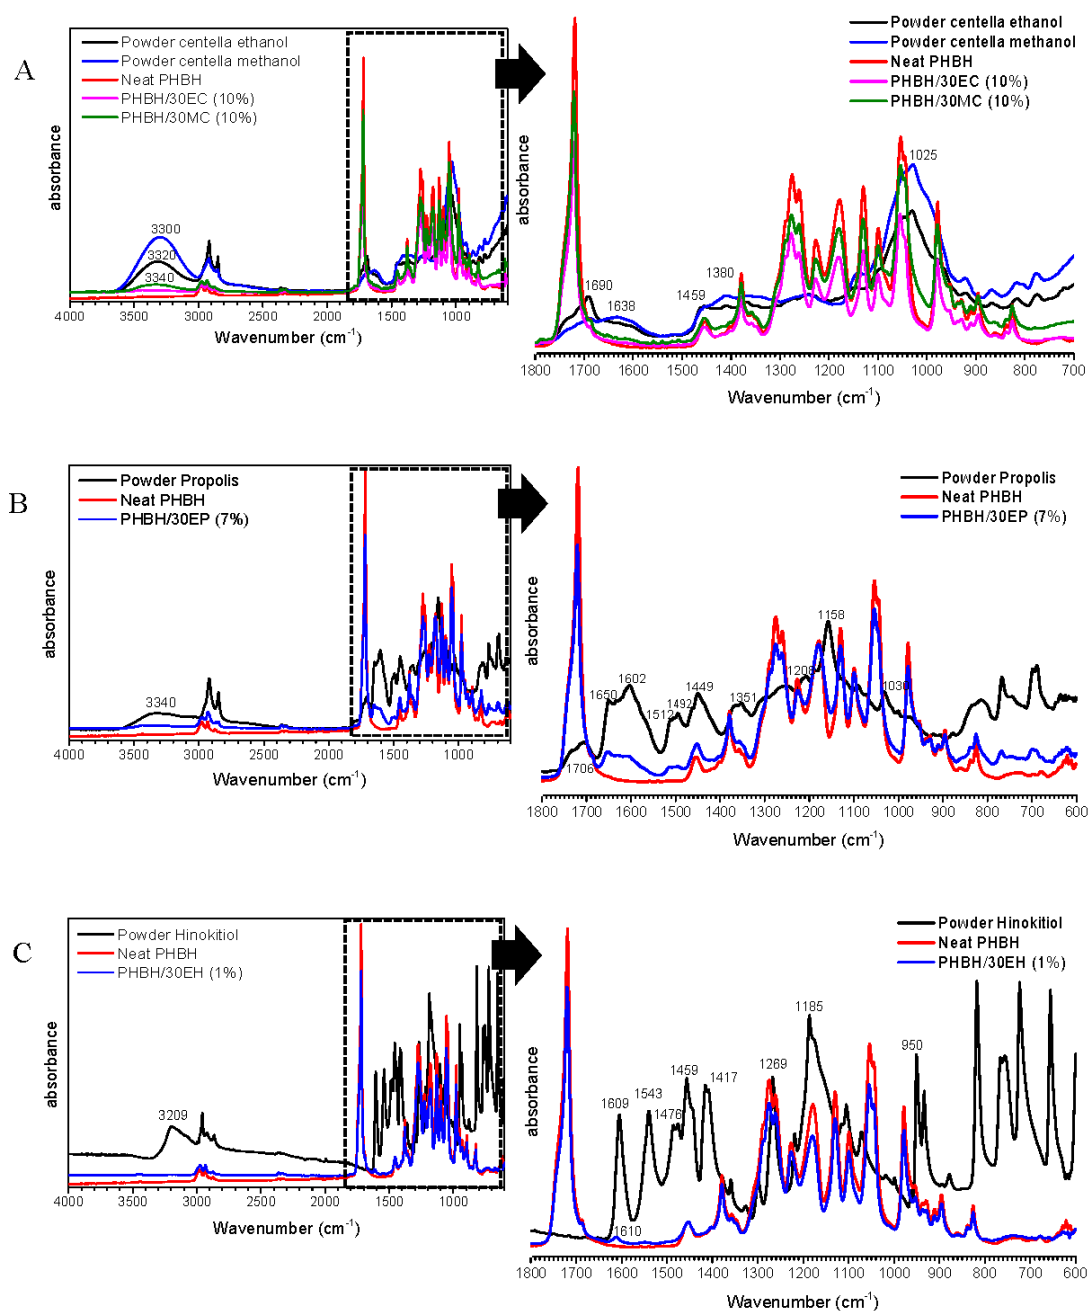 A
Powder centella ethanol
Powder centella methanol
Neat PHBH
PHBH/30EC (10%)
PHBH/30MC (10%)
absorbance
3300
3320
3340
4000 3000 2000 1000
Wavenumber (cm-1)
Powder centella ethanol
Powder centella methanol
Neat PHBH
PHBH/30EC (10%)
PHBH/30MC (10%)
absorbance
1025
1380
1690
1459
1638
1800 1700 1600 1500 1400 1300 1200 1100 1000 900 800 700
Wavenumber (cm-1)
B
Powder Propolis
Neat PHBH
PHBH/30EP (7%)
absorbance
3340
4000 3500 3000 2500 2000 1500 1000
Wavenumber (cm-1)
Powder Propolis
Neat PHBH
PHBH/30EP (7%)
absorbance
1158
1208
1602
1650
1449
1492
1351
1030
1512
1706
1800 1700 1600 1500 1400 1300 1200 1100 1000 900 800 700 600
Wavenumber (cm-1)
C
Powder Hinokitiol
Neat PHBH
PHBH/30EH (1%)
absorbance
3209
4000 3500 3000 2500 2000 1500 1000
Wavenumber (cm-1)
Powder Hinokitiol
Neat PHBH
PHBH/30EH (1%)
absorbance
1185
950
1269
1459
1417
1543
1609
1476
1610
1800 1700 1600 1500 1400 1300 1200 1100 1000 900 800 700 600
Wavenumber (cm-1)